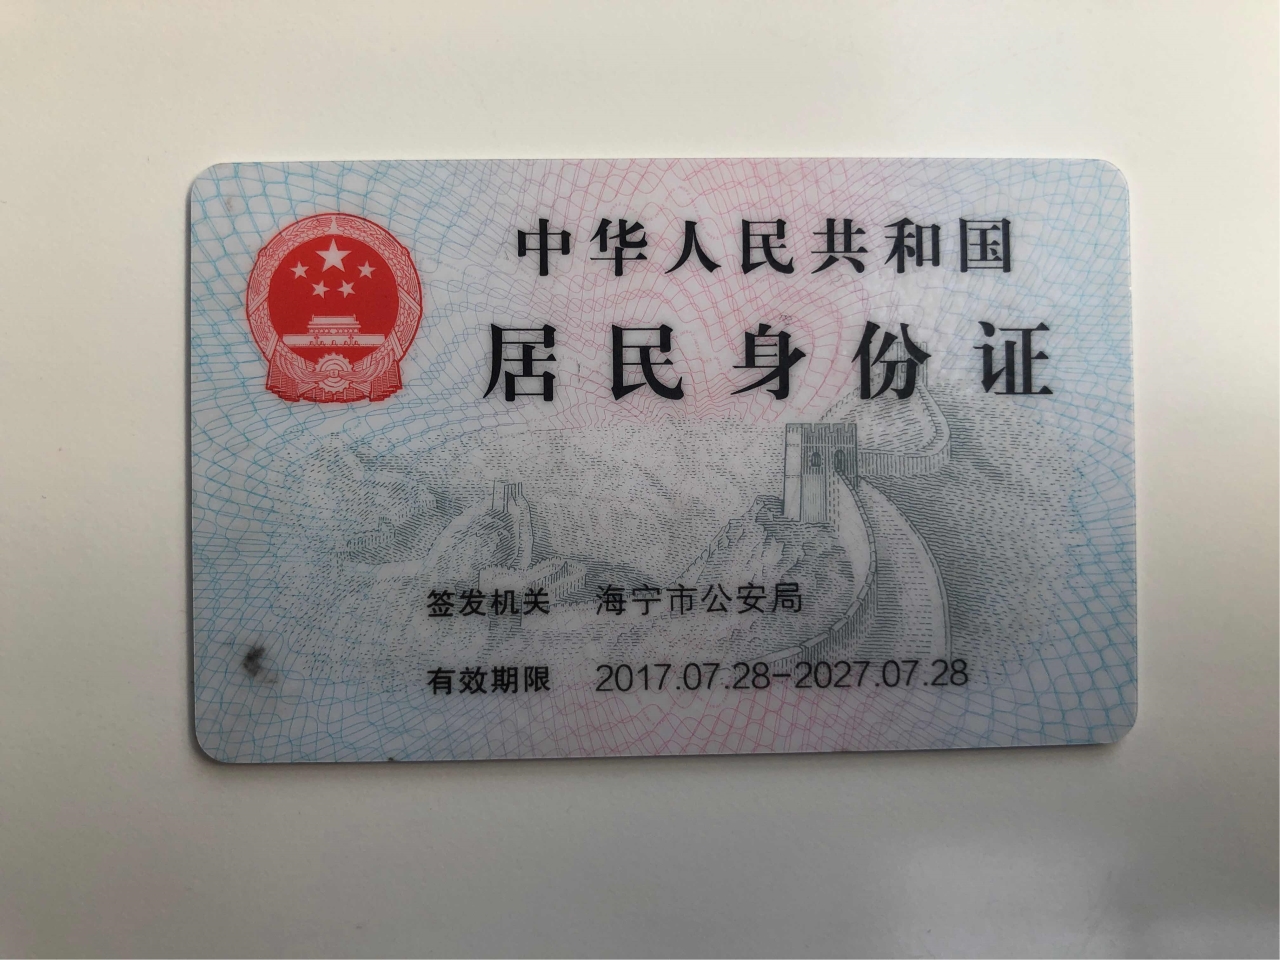 中华人民共和国
居民身份证
签发机关 海宁市公安局
有效期限 2017.07.28-2027.07.28